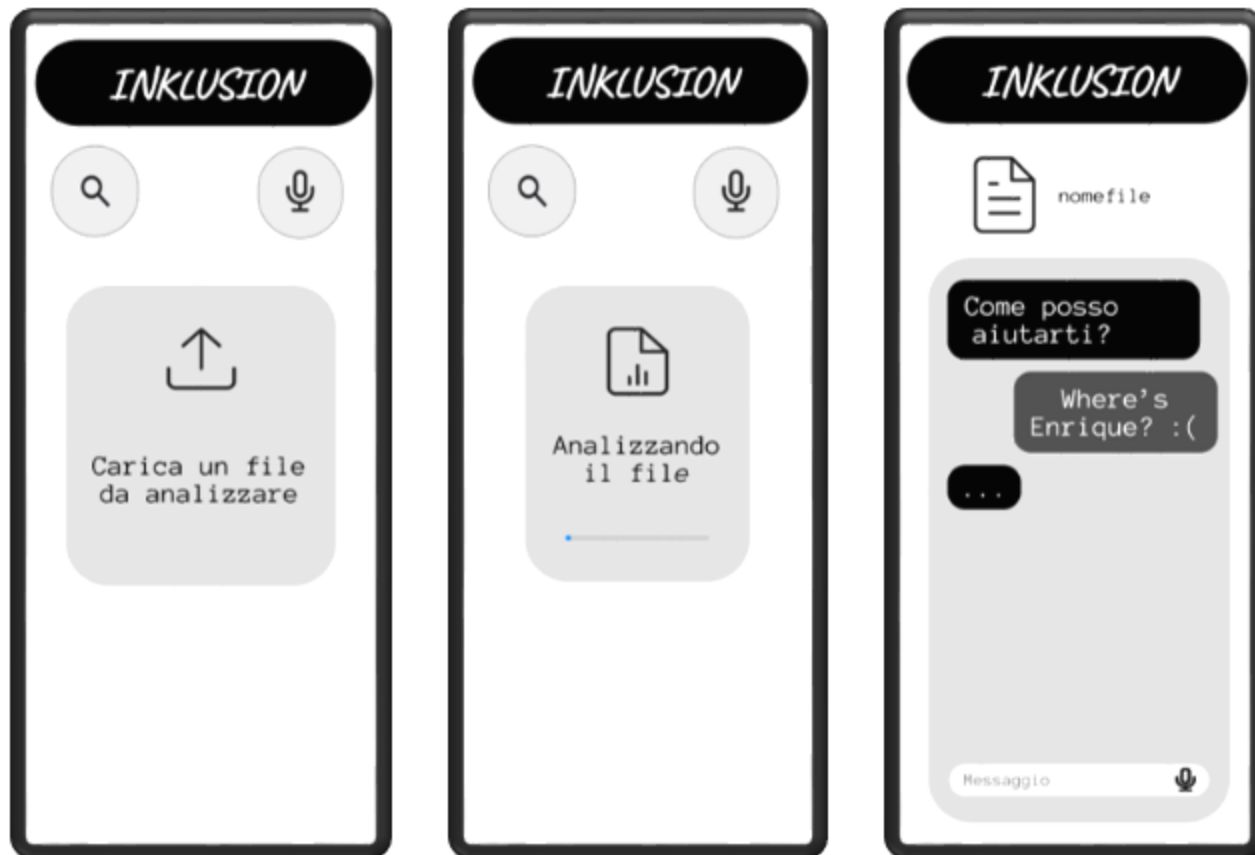 INKLUSION
Carica un file
da analizzare
INKLUSION
Analizzando
il file
INKLUSION
nomefile
Come posso
aiutarti?
Where's
Enrique? :(
...
Messaggio